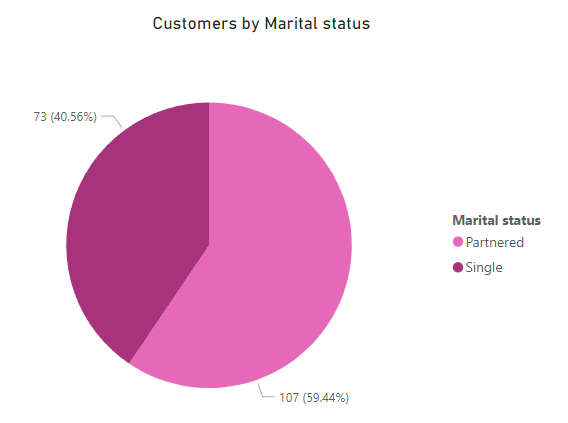 Customers by Marital status
73 (40.56%)
Marital status
Partnered
Single
107 (59.44%)